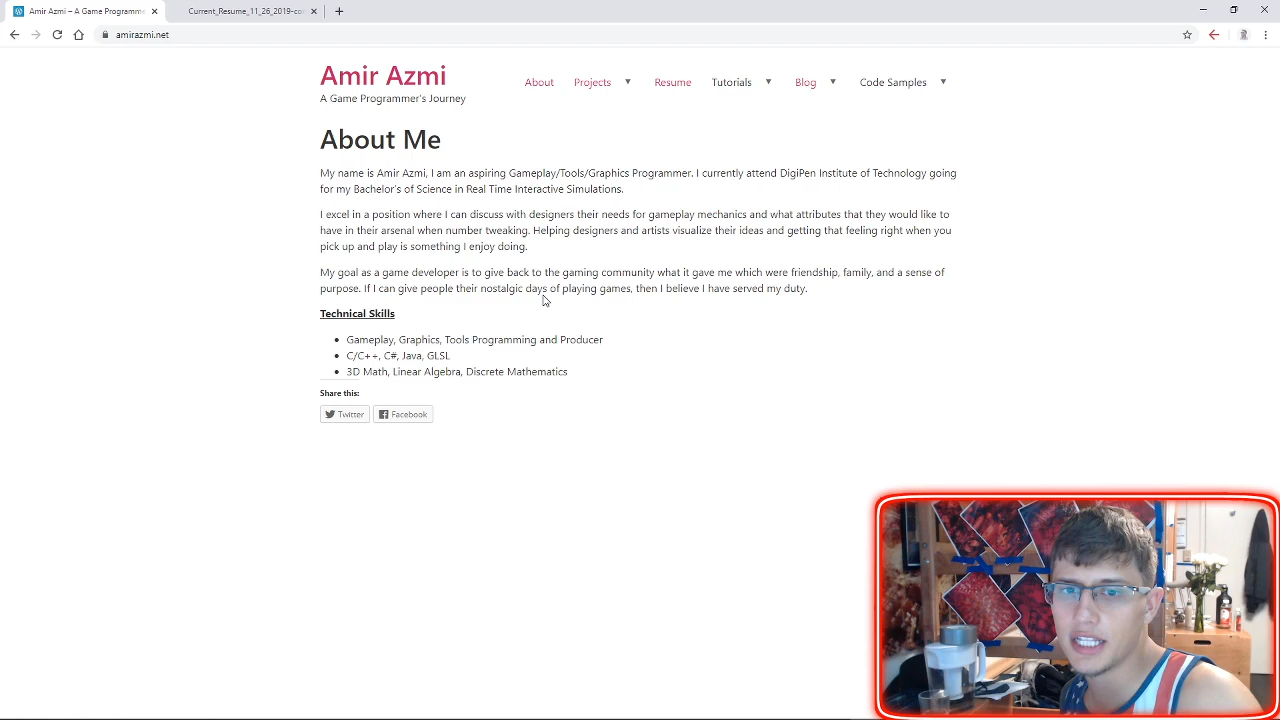 Amir Azmi – A Game Programme
Current_Resume_11_26_2019-co
amirazmi.net
Amir Azmi
A Game Programmer's Journey
About Projects ▼ Resume Tutorials ▼ Blog ▼ Code Samples ▼
About Me
My name is Amir Azmi, I am an aspiring Gameplay/Tools/Graphics Programmer. I currently attend DigiPen Institute of Technology going
for my Bachelor's of Science in Real Time Interactive Simulations.
I excel in a position where I can discuss with designers their needs for gameplay mechanics and what attributes that they would like to
have in their arsenal when number tweaking. Helping designers and artists visualize their ideas and getting that feeling right when you
pick up and play is something I enjoy doing.
My goal as a game developer is to give back to the gaming community what it gave me which were friendship, family, and a sense of
purpose. If I can give people their nostalgic days of playing games, then I believe I have served my duty.
Technical Skills
• Gameplay, Graphics, Tools Programming and Producer
• C/C++, C#, Java, GLSL
• 3D Math, Linear Algebra, Discrete Mathematics
Share this:
Twitter Facebook